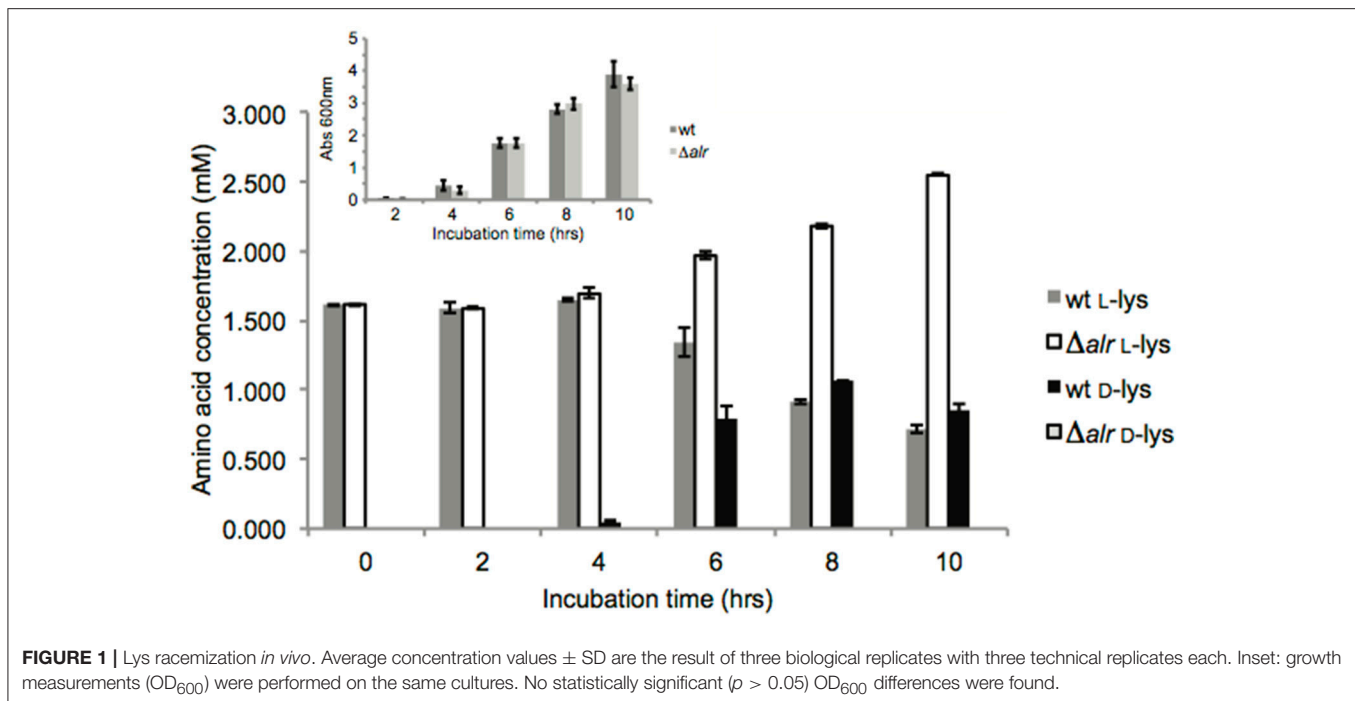 5
4
3
2
1
0
Abs 600nm
wt
Δalr
2 4 6 8 10
Incubation time (hrs)
3.000
2.500
2.000
1.500
1.000
0.500
0.000
Amino acid concentration (mM)
wt L-lys
Δalr L-lys
wt D-lys
Δalr D-lys
0 2 4 6 8 10
Incubation time (hrs)
FIGURE 1 | Lys racemization in vivo. Average concentration values ± SD are the result of three biological replicates with three technical replicates each. Inset: growth
measurements (OD600) were performed on the same cultures. No statistically significant (p > 0.05) OD600 differences were found.